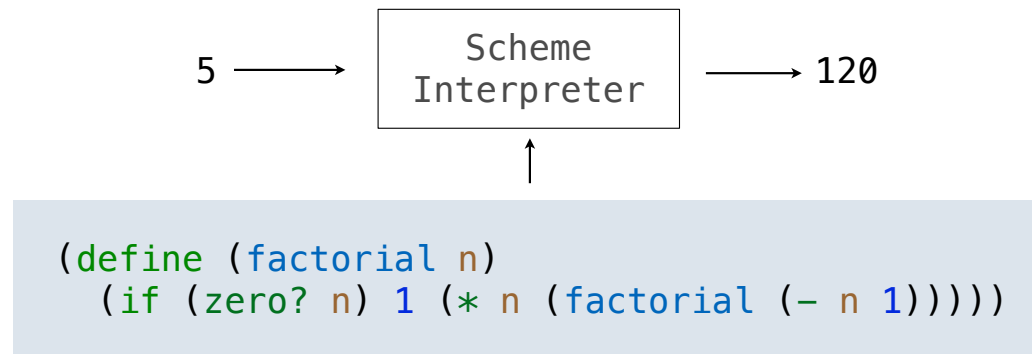 Scheme
5 Interpreter 120
(define (factorial n)
(if (zero? n) 1 (* n (factorial (- n 1)))))